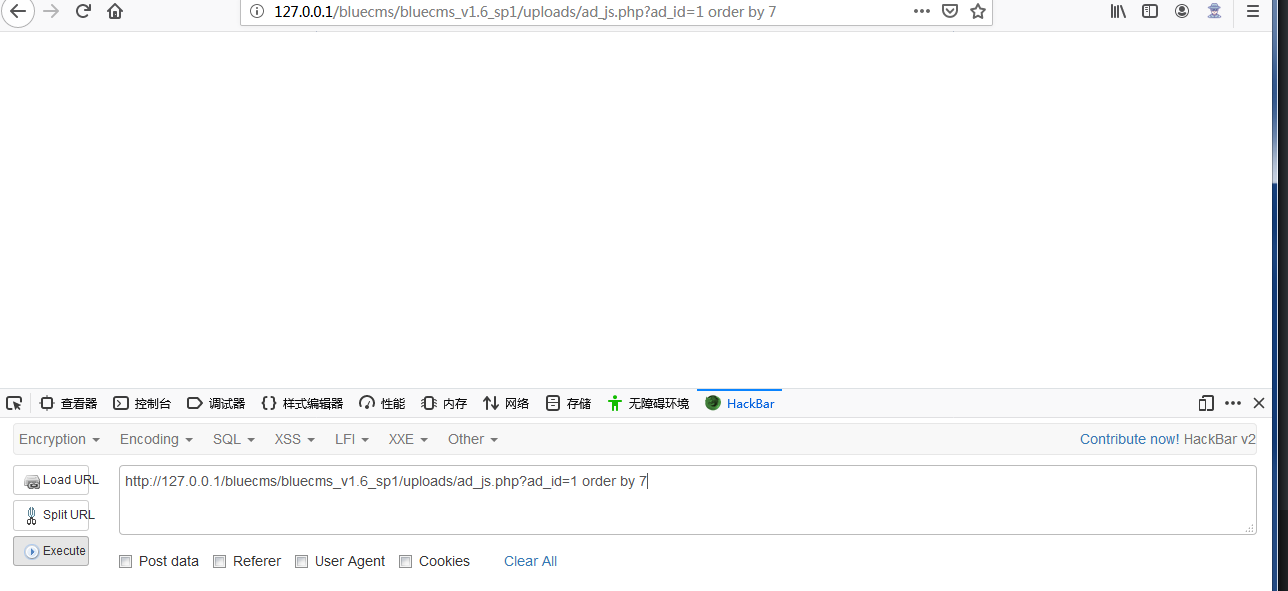 127.0.0.1/bluecms/bluecms_v1.6_sp1/uploads/ad_js.php?ad_id=1 order by 7
查看器 控制台 调试器 样式编辑器 性能 内存 网络 存储 无障碍环境 HackBar
Encryption Encoding SQL XSS LFI XXE Other Contribute now! HackBar v2
Load URL http://127.0.0.1/bluecms/bluecms_v1.6_sp1/uploads/ad_js.php?ad_id=1 order by 7
Split URL
Execute
Post data Referer User Agent Cookies Clear All